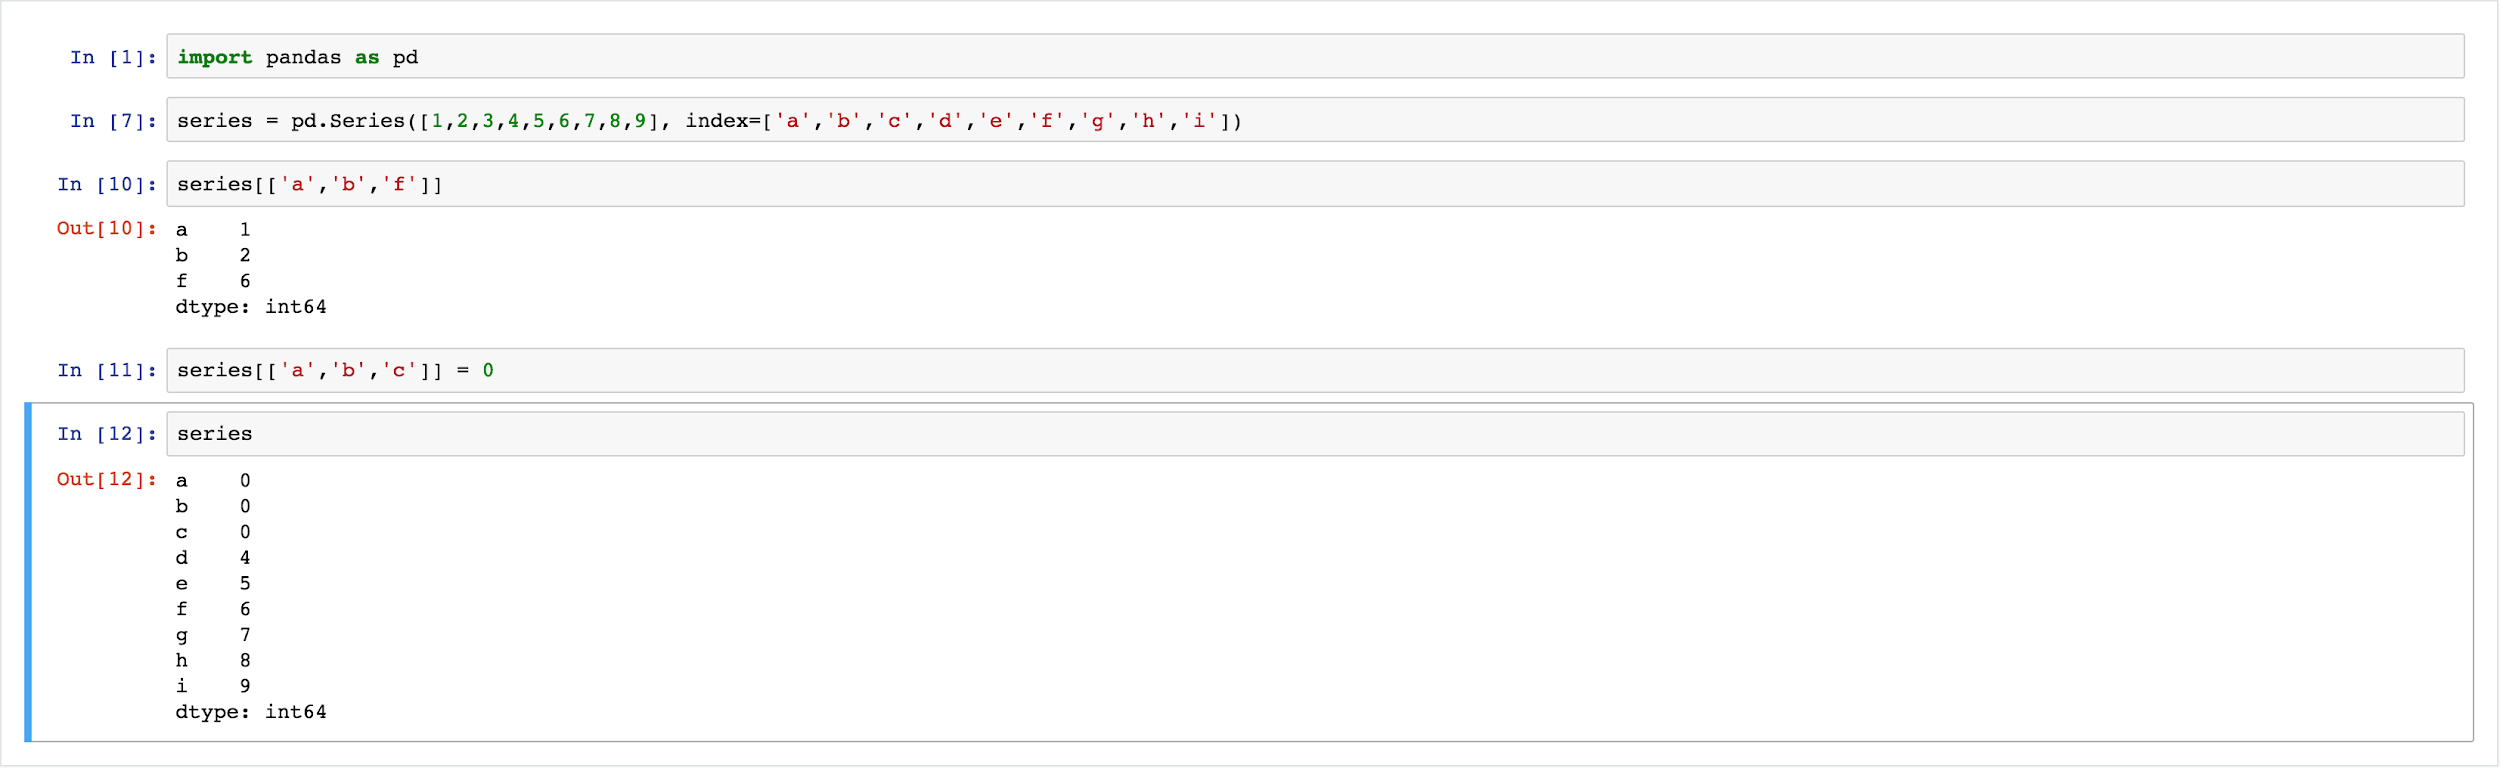 In [1]: import pandas as pd
In [7]: series = pd.Series([1,2,3,4,5,6,7,8,9], index=['a','b','c','d','e','f','g','h','i'])
In [10]: series[['a','b','f']]
Out[10]: a    1
b    2
f    6
dtype: int64
In [11]: series[['a','b','c']] = 0
In [12]: series
Out[12]: a    0
b    0
c    0
d    4
e    5
f    6
g    7
h    8
i    9
dtype: int64